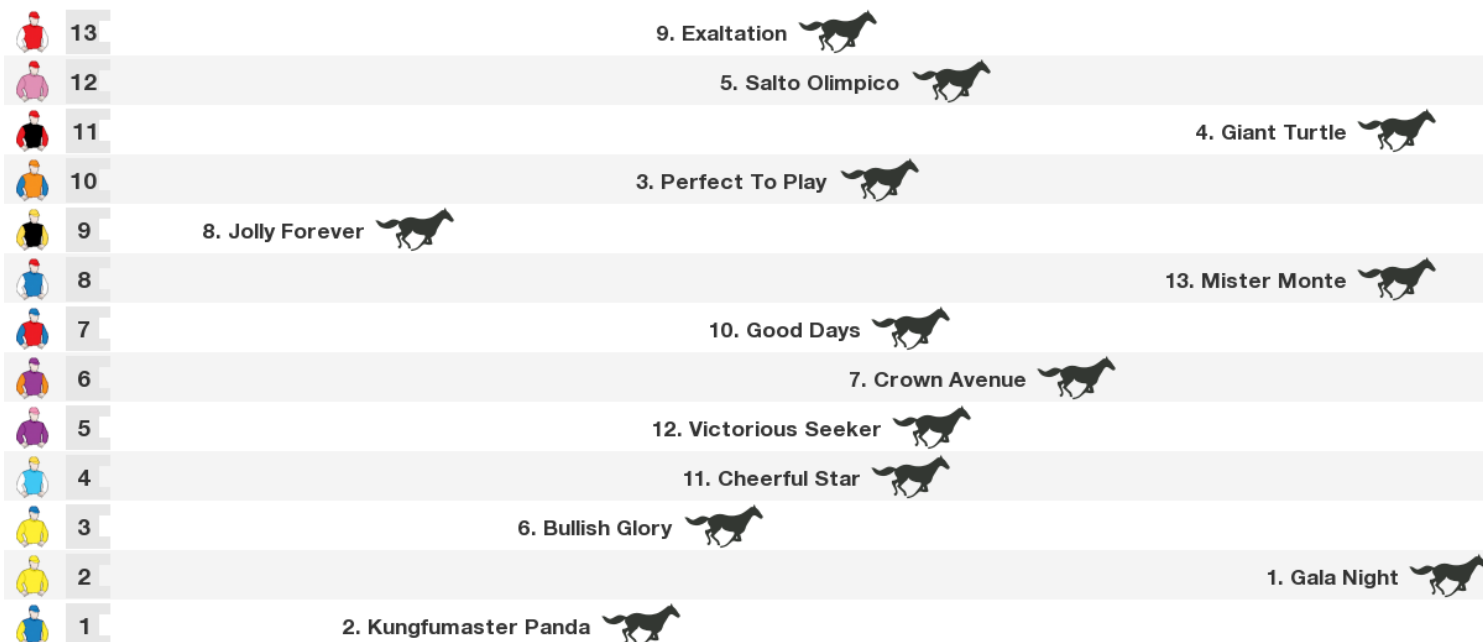 13 9. Exaltation
12 5. Salto Olimpico
11 4. Giant Turtle
10 3. Perfect To Play
9 8. Jolly Forever
8 13. Mister Monte
7 10. Good Days
6 7. Crown Avenue
5 12. Victorious Seeker
4 11. Cheerful Star
3 6. Bullish Glory
2 1. Gala Night
1 2. Kungfumaster Panda